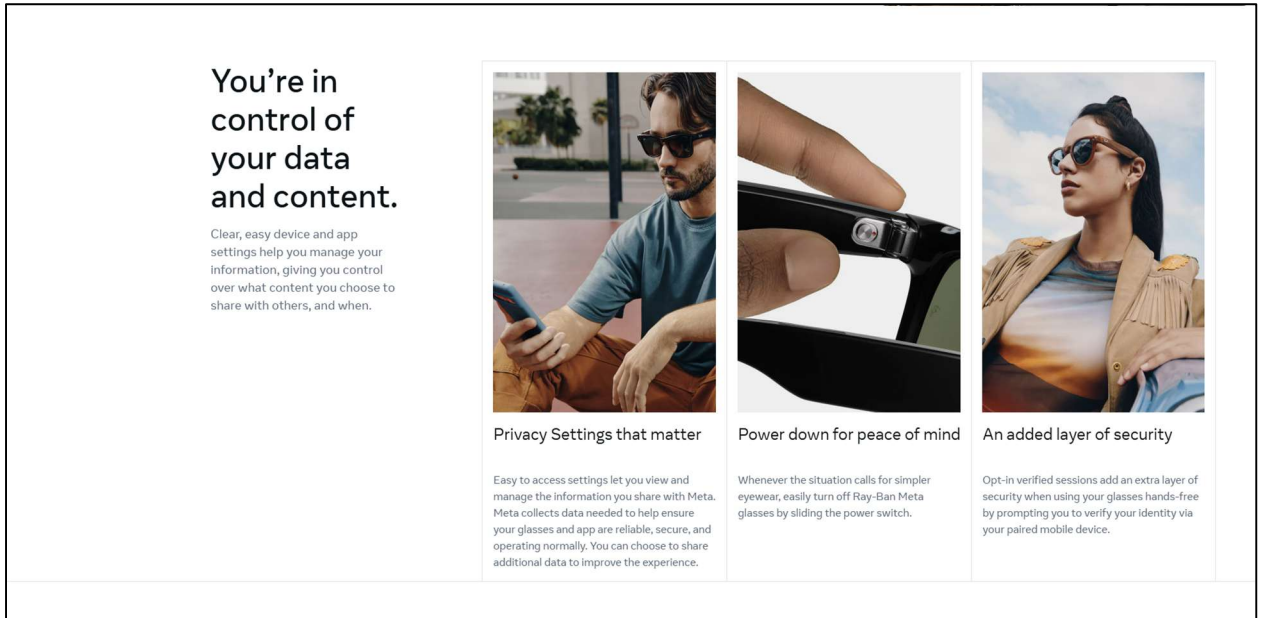 You're in
control of
your data
and content.
Clear, easy device and app
settings help you manage your
information, giving you control
over what content you choose to
share with others, and when.
Privacy Settings that matter
Easy to access settings let you view and
manage the information you share with Meta.
Meta collects data needed to help ensure
your glasses and app are reliable, secure, and
operating normally. You can choose to share
additional data to improve the experience.
Power down for peace of mind
Whenever the situation calls for simpler
eyewear, easily turn off Ray-Ban Meta
glasses by sliding the power switch.
An added layer of security
Opt-in verified sessions add an extra layer of
security when using your glasses hands-free
by prompting you to verify your identity via
your paired mobile device.